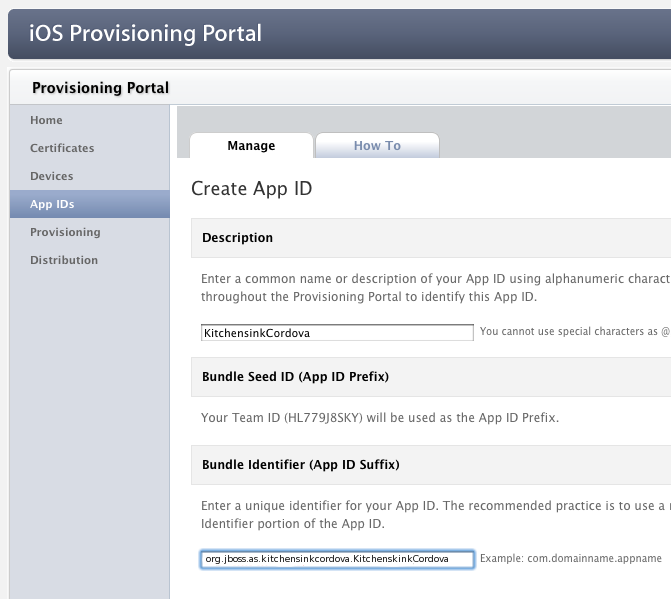 iOS Provisioning Portal
Provisioning Portal
Home
Certificates
Devices
App IDs
Provisioning
Distribution
Manage
How To
Create App ID
Description
Enter a common name or description of your App ID using alphanumeric charact
throughout the Provisioning Portal to identify this App ID.
KitchensinkCordova
You cannot use special characters as @
Bundle Seed ID (App ID Prefix)
Your Team ID (HL779J8SKY) will be used as the App ID Prefix.
Bundle Identifier (App ID Suffix)
Enter a unique identifier for your App ID. The recommended practice is to use a
Identifier portion of the App ID.
org.jboss.as.kitchensinkcordova.KitchenskinkCordova
Example: com.domainname.appname